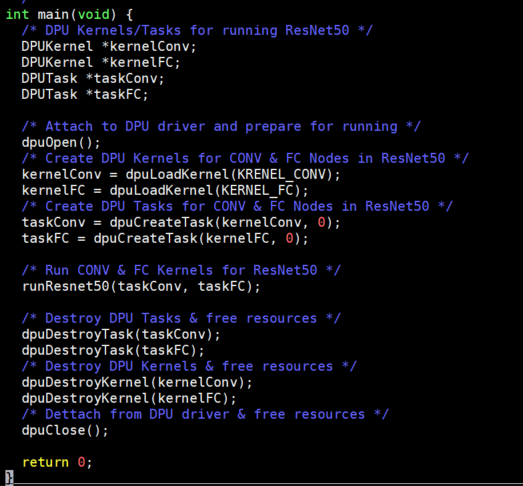 int main(void) {
/* DPU Kernels/Tasks for running ResNet50 */
DPUKernel *kernelConv;
DPUKernel *kernelFC;
DPUTask *taskConv;
DPUTask *taskFC;
/* Attach to DPU driver and prepare for running */
dpuOpen();
/* Create DPU Kernels for CONV & FC Nodes in ResNet50 */
kernelConv = dpuLoadKernel(KRENEL_CONV);
kernelFC = dpuLoadKernel(KERNEL_FC);
/* Create DPU Tasks for CONV & FC Nodes in ResNet50 */
taskConv = dpuCreateTask(kernelConv, 0);
taskFC = dpuCreateTask(kernelFC, 0);
/* Run CONV & FC Kernels for ResNet50 */
runResnet50(taskConv, taskFC);
/* Destroy DPU Tasks & free resources */
dpuDestroyTask(taskConv);
dpuDestroyTask(taskFC);
/* Destroy DPU Kernels & free resources */
dpuDestroyKernel(kernelConv);
dpuDestroyKernel(kernelFC);
/* Dettach from DPU driver & free resources */
dpuClose();
return 0;
}